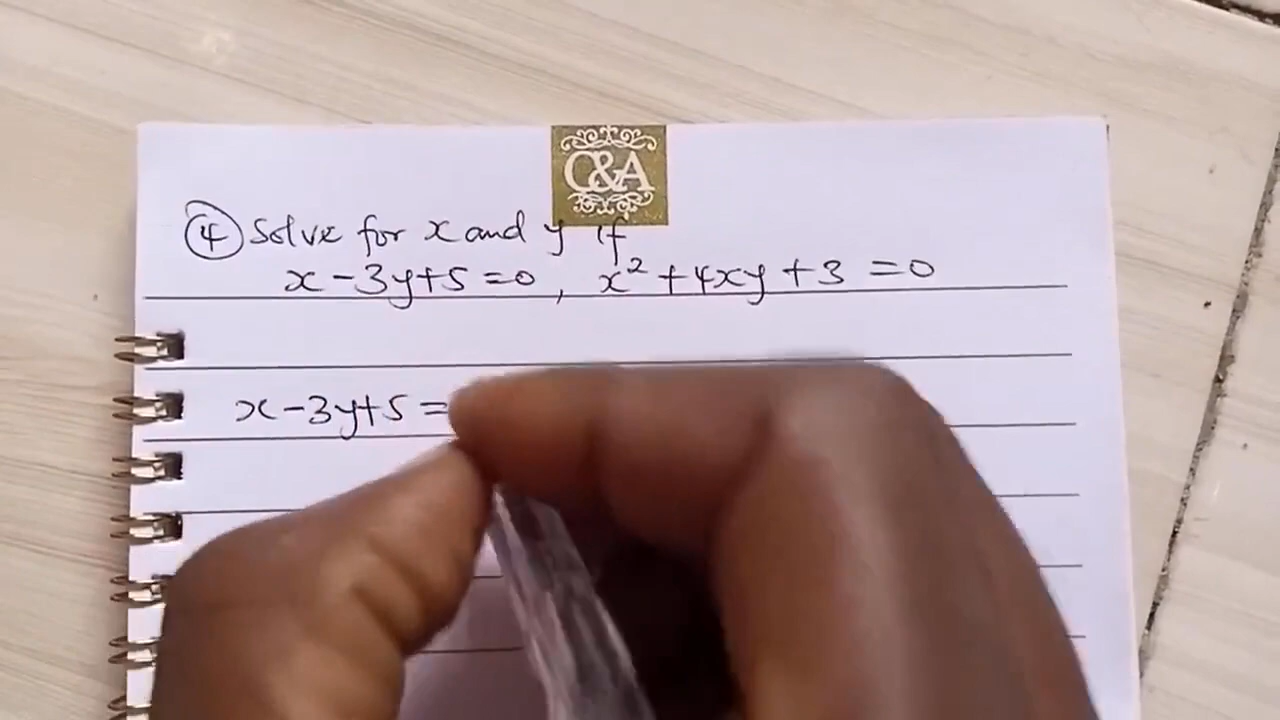 C&A
④ Solve for x and y if
x - 3y + 5 = 0, x² + 4xy + 3 = 0
x - 3y + 5 =